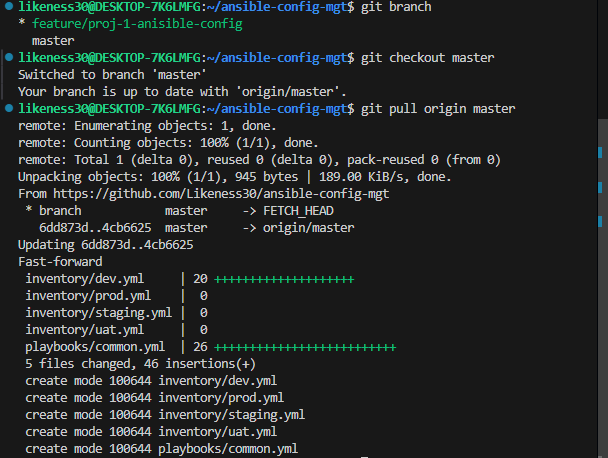 likeness30@DESKTOP-7K6LMFG:~/ansible-config-mgt$ git branch
* feature/proj-1-anisible-config
  master
likeness30@DESKTOP-7K6LMFG:~/ansible-config-mgt$ git checkout master
Switched to branch 'master'
Your branch is up to date with 'origin/master'.
likeness30@DESKTOP-7K6LMFG:~/ansible-config-mgt$ git pull origin master
remote: Enumerating objects: 1, done.
remote: Counting objects: 100% (1/1), done.
remote: Total 1 (delta 0), reused 0 (delta 0), pack-reused 0 (from 0)
Unpacking objects: 100% (1/1), 945 bytes | 189.00 KiB/s, done.
From https://github.com/Likeness30/ansible-config-mgt
 * branch            master     -> FETCH_HEAD
   6dd873d..4cb6625  master     -> origin/master
Updating 6dd873d..4cb6625
Fast-forward
 inventory/dev.yml     | 20 ++++++++++++++++++++
 inventory/prod.yml    |  0
 inventory/staging.yml |  0
 inventory/uat.yml     |  0
 playbooks/common.yml  | 26 ++++++++++++++++++++++++++
 5 files changed, 46 insertions(+)
 create mode 100644 inventory/dev.yml
 create mode 100644 inventory/prod.yml
 create mode 100644 inventory/staging.yml
 create mode 100644 inventory/uat.yml
 create mode 100644 playbooks/common.yml